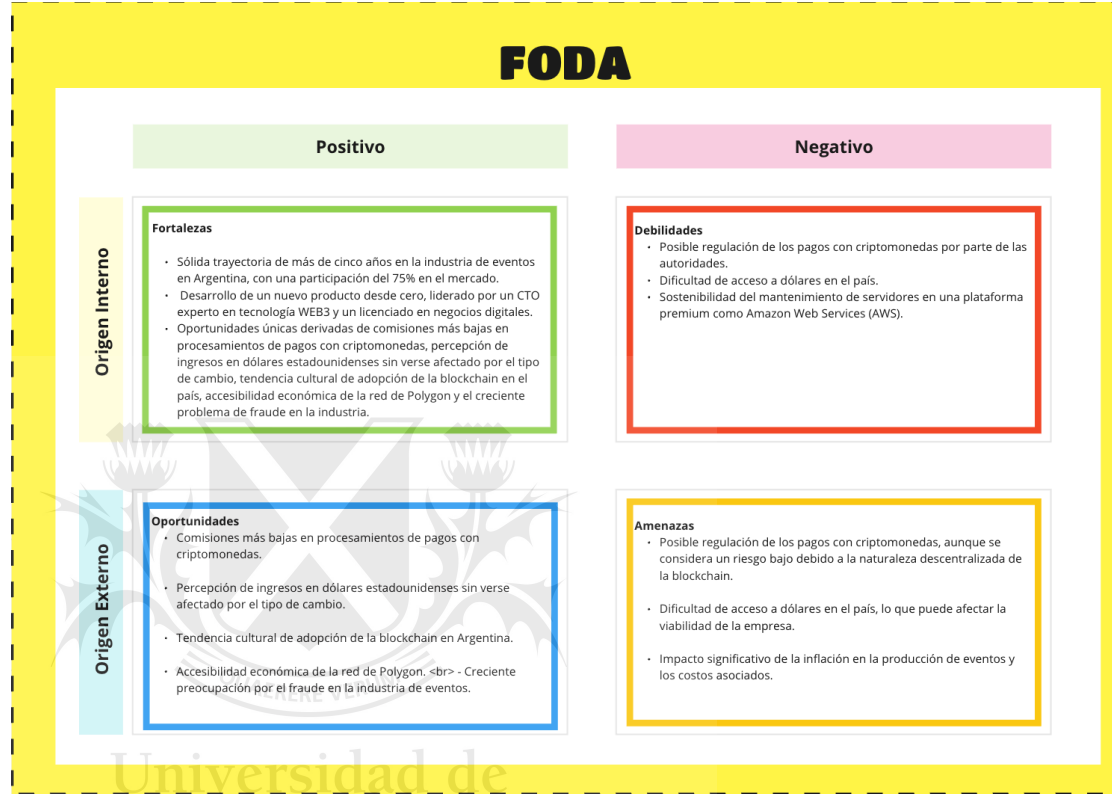 FODA
Positivo
Negativo
Origen Interno
Fortalezas
· Sólida trayectoria de más de cinco años en la industria de eventos
en Argentina, con una participación del 75% en el mercado.
· Desarrollo de un nuevo producto desde cero, liderado por un CTO
experto en tecnología WEB3 y un licenciado en negocios digitales.
· Oportunidades únicas derivadas de comisiones más bajas en
procesamientos de pagos con criptomonedas, percepción de
ingresos en dólares estadounidenses sin verse afectado por el tipo
de cambio, tendencia cultural de adopción de la blockchain en el
país, accesibilidad económica de la red de Polygon y el creciente
problema de fraude en la industria.
Debilidades
· Posible regulación de los pagos con criptomonedas por parte de las
autoridades.
· Dificultad de acceso a dólares en el país.
· Sostenibilidad del mantenimiento de servidores en una plataforma
premium como Amazon Web Services (AWS).
Origen Externo
Oportunidades
· Comisiones más bajas en procesamientos de pagos con
criptomonedas.
· Percepción de ingresos en dólares estadounidenses sin verse
afectado por el tipo de cambio.
· Tendencia cultural de adopción de la blockchain en Argentina.
· Accesibilidad económica de la red de Polygon. <br> - Creciente
preocupación por el fraude en la industria de eventos.
Amenazas
· Posible regulación de los pagos con criptomonedas, aunque se
considera un riesgo bajo debido a la naturaleza descentralizada de
la blockchain.
· Dificultad de acceso a dólares en el país, lo que puede afectar la
viabilidad de la empresa.
· Impacto significativo de la inflación en la producción de eventos y
los costos asociados.
QUAERERE VERUM
Universidad de